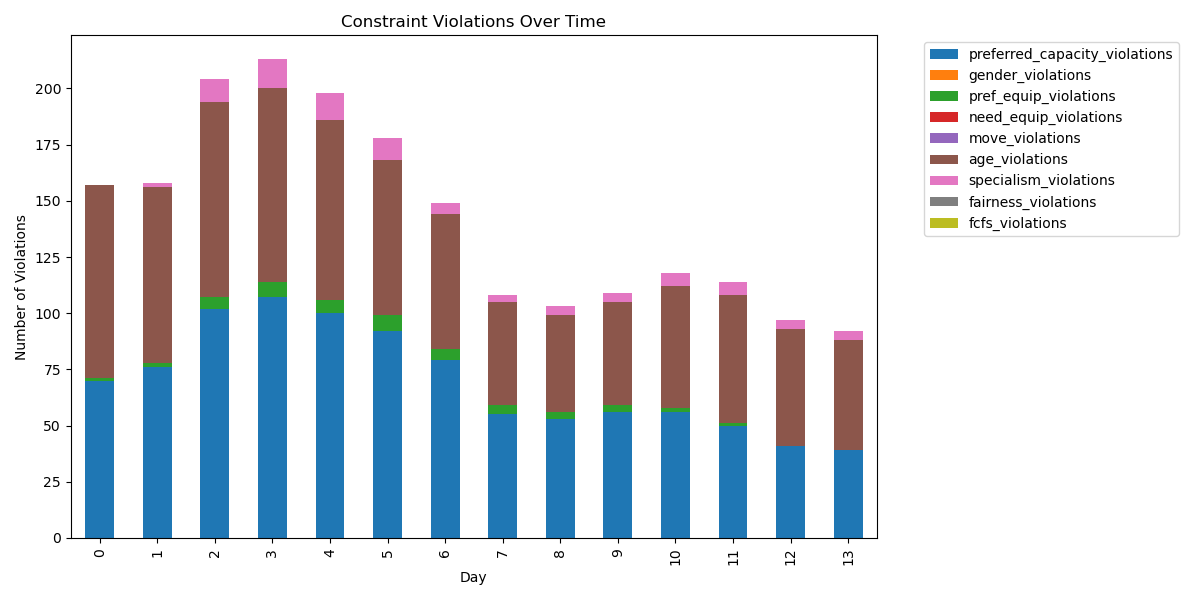 Constraint Violations Over Time
Number of Violations
200
175
150
125
100
75
50
25
0
0 1 2 3 4 5 6 7 8 9 10 11 12 13
Day
preferred_capacity_violations
gender_violations
pref_equip_violations
need_equip_violations
move_violations
age_violations
specialism_violations
fairness_violations
fcfs_violations